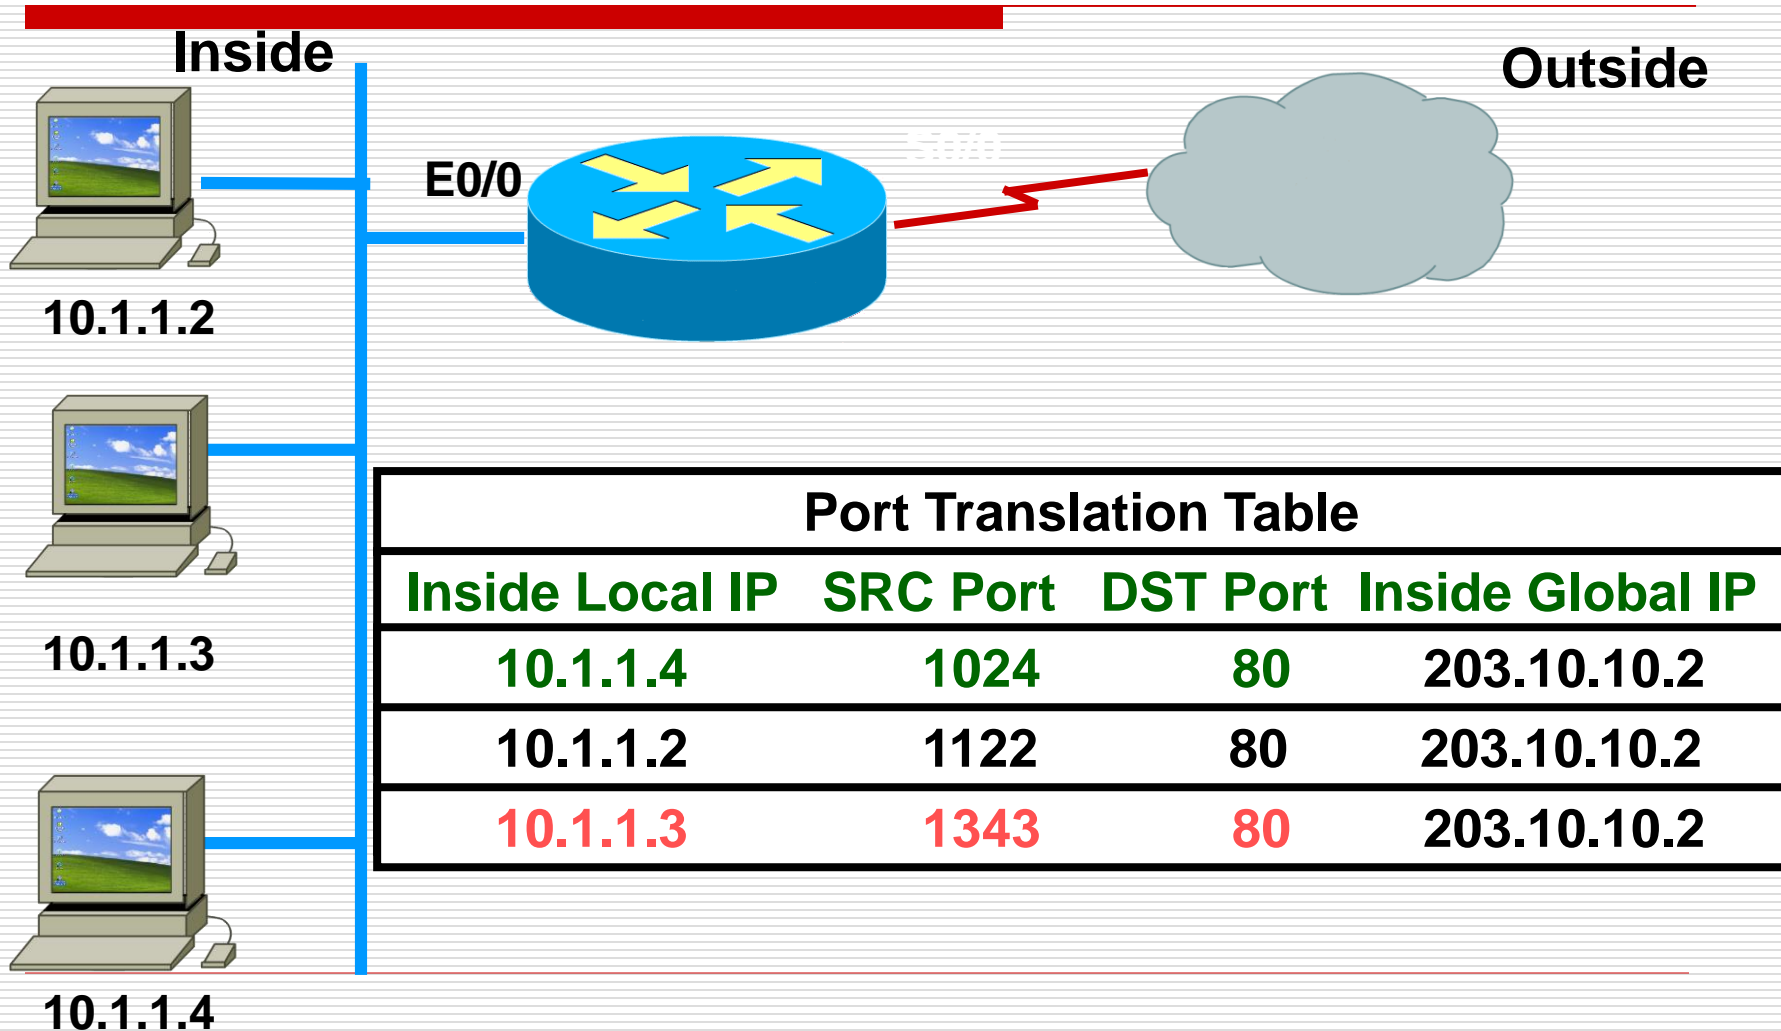 Inside
Outside
E0/0
S0/0
10.1.1.2
10.1.1.3
10.1.1.4
Port Translation Table
Inside Local IP SRC Port DST Port Inside Global IP
10.1.1.4 1024 80 203.10.10.2
10.1.1.2 1122 80 203.10.10.2
10.1.1.3 1343 80 203.10.10.2